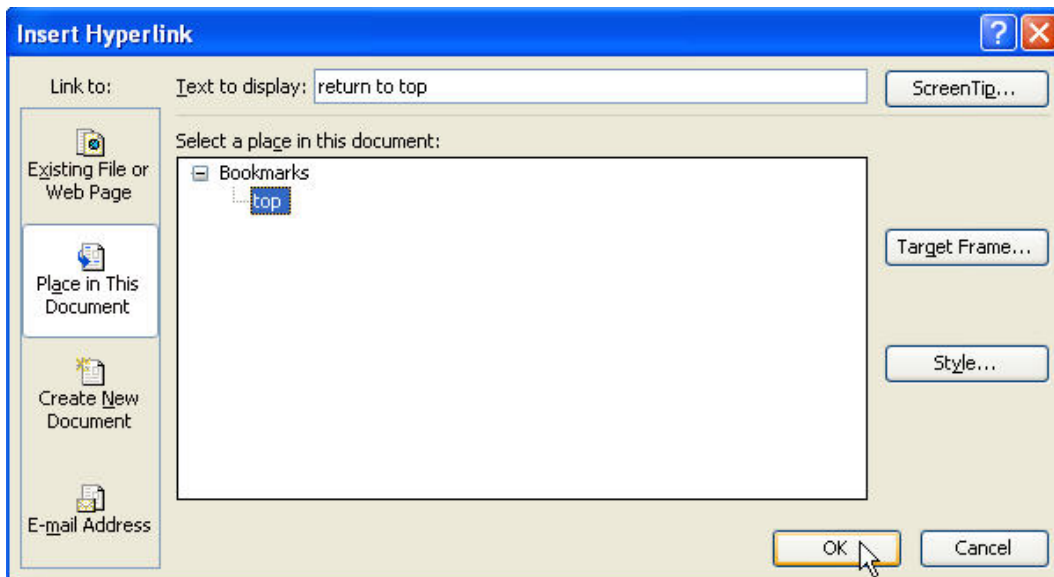 Insert Hyperlink
Link to:
Text to display: return to top
ScreenTip...
Existing File or
Web Page
Place in This
Document
Create New
Document
E-mail Address
Select a place in this document:
Bookmarks
top
Target Frame...
Style...
OK
Cancel